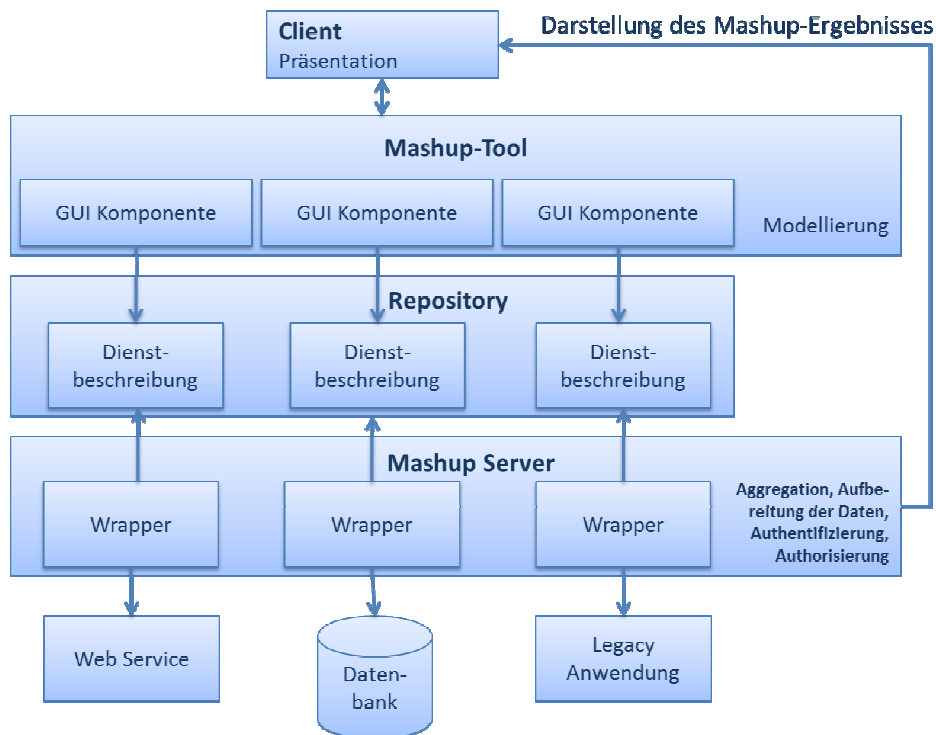 Client
Präsentation
Darstellung des Mashup-Ergebnisses
Mashup-Tool
GUI Komponente
GUI Komponente
GUI Komponente
Modellierung
Repository
Dienst-
beschreibung
Dienst-
beschreibung
Dienst-
beschreibung
Mashup Server
Wrapper
Wrapper
Wrapper
Aggregation, Aufbe-
reitung der Daten,
Authentifizierung,
Authorisierung
Web Service
Daten-
bank
Legacy
Anwendung